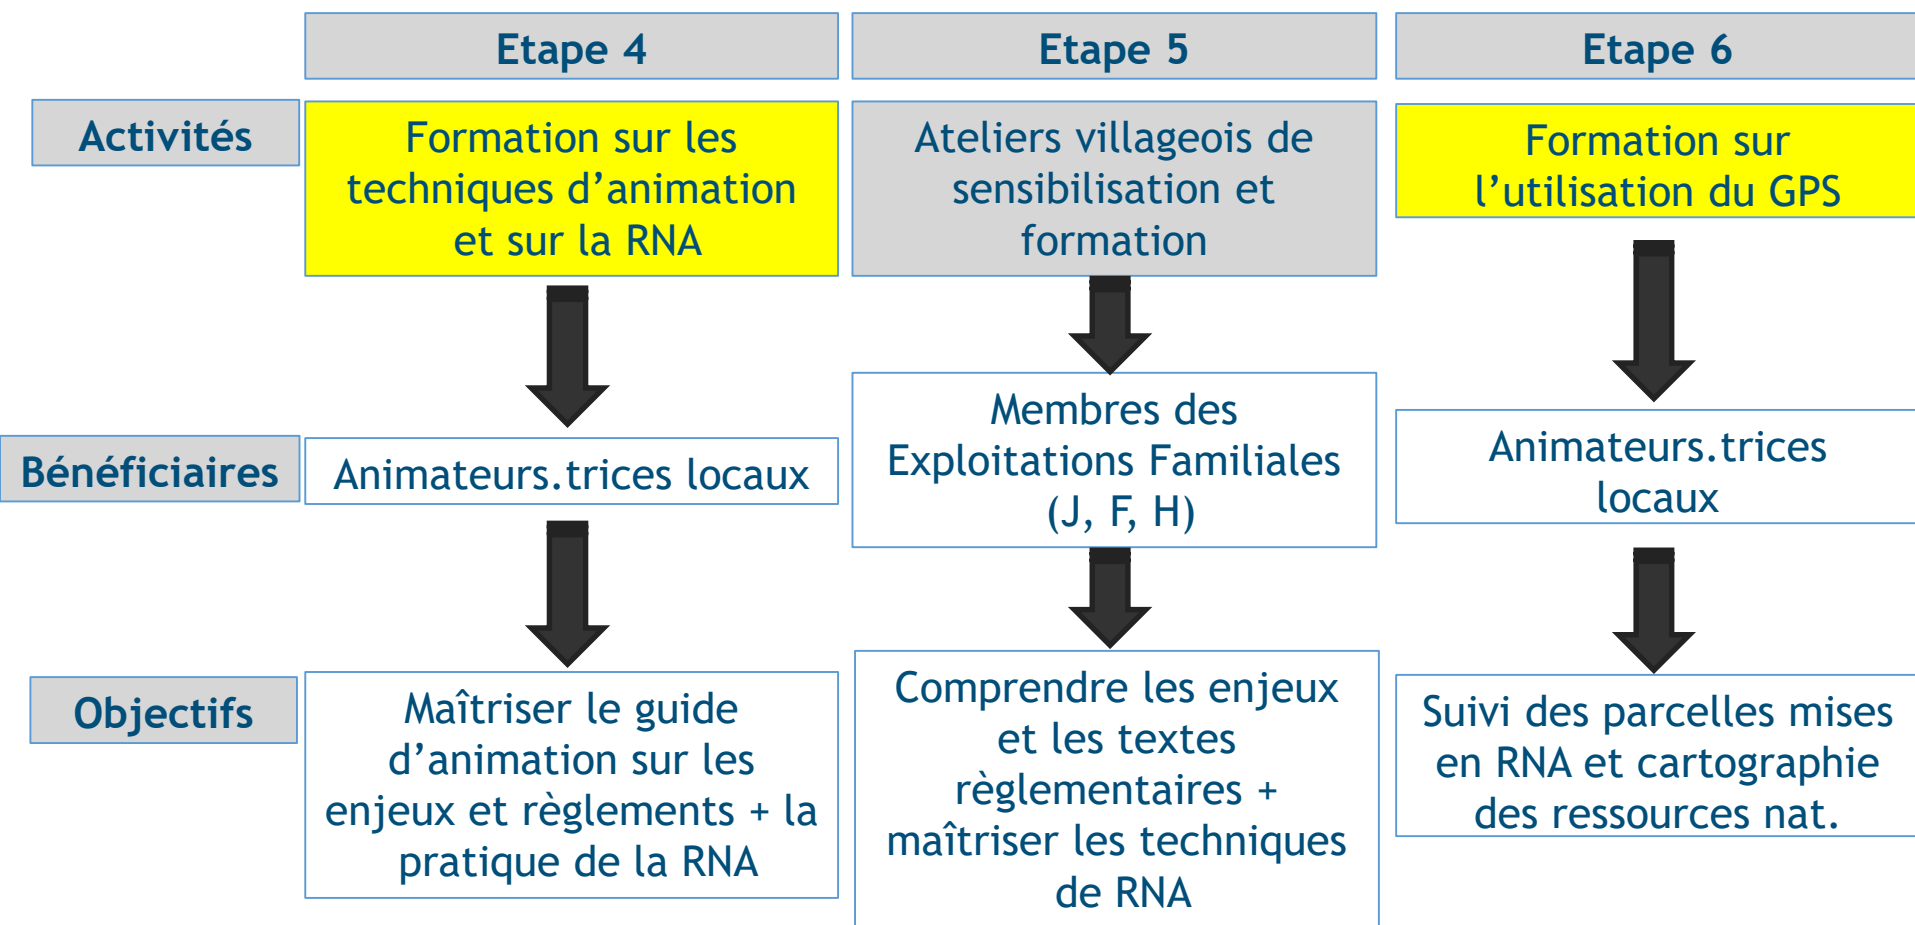 Etape 4
Etape 5
Etape 6
Activités
Formation sur les
techniques d’animation
et sur la RNA
Ateliers villageois de
sensibilisation et
formation
Formation sur
l’utilisation du GPS
Bénéficiaires
Animateurs.trices locaux
Membres des
Exploitations Familiales
(J, F, H)
Animateurs.trices
locaux
Objectifs
Maîtriser le guide
d’animation sur les
enjeux et règlements + la
pratique de la RNA
Comprendre les enjeux
et les textes
règlementaires +
maîtriser les techniques
de RNA
Suivi des parcelles mises
en RNA et cartographie
des ressources nat.